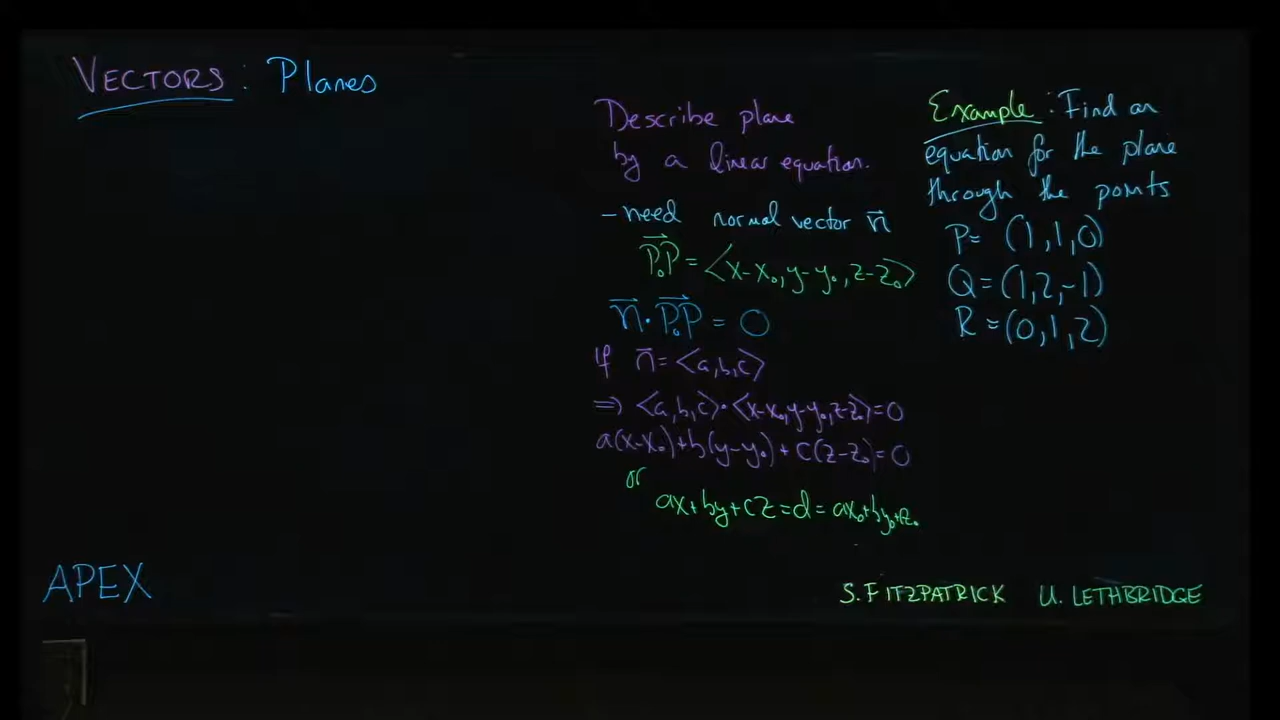 VECTORS: Planes
Describe plane
by a linear equation.
- need normal vector n⃗
P₀P⃗ = ⟨x-x₀, y-y₀, z-z₀⟩
n⃗ · P₀P⃗ = 0
if n⃗ = ⟨a, b, c⟩
⇒ ⟨a, b, c⟩ · ⟨x-x₀, y-y₀, z-z₀⟩ = 0
a(x-x₀) + b(y-y₀) + c(z-z₀) = 0
or
ax + by + cz = d = ax₀ + by₀ + cz₀
Example: Find an
equation for the plane
through the points
P = (1, 1, 0)
Q = (1, 2, -1)
R = (0, 1, 2)
APEX
S. FITZPATRICK U. LETHBRIDGE